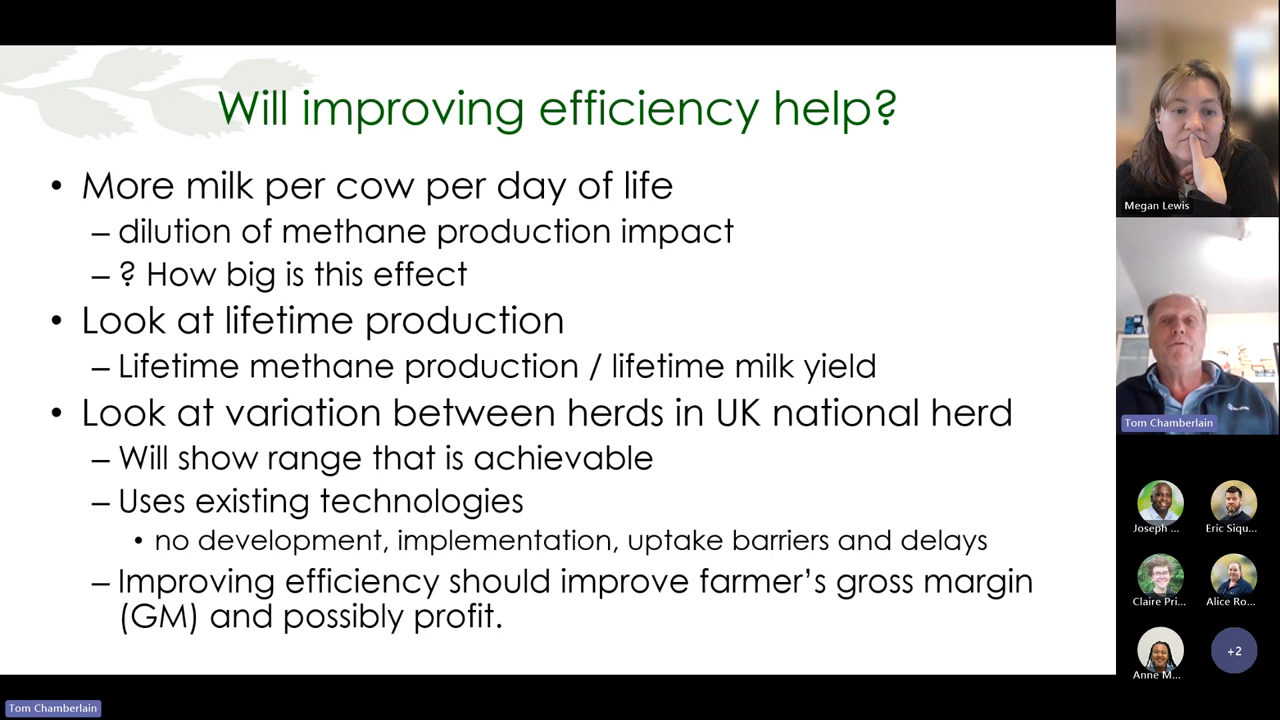 Will improving efficiency help?
• More milk per cow per day of life
– dilution of methane production impact
– ? How big is this effect
• Look at lifetime production
– Lifetime methane production / lifetime milk yield
• Look at variation between herds in UK national herd
– Will show range that is achievable
– Uses existing technologies
• no development, implementation, uptake barriers and delays
– Improving efficiency should improve farmer’s gross margin
(GM) and possibly profit.
Megan Lewis
Tom Chamberlain
Joseph ...
Eric Siqu...
Claire Pri...
Alice Ro...
Anne M...
+2
Tom Chamberlain